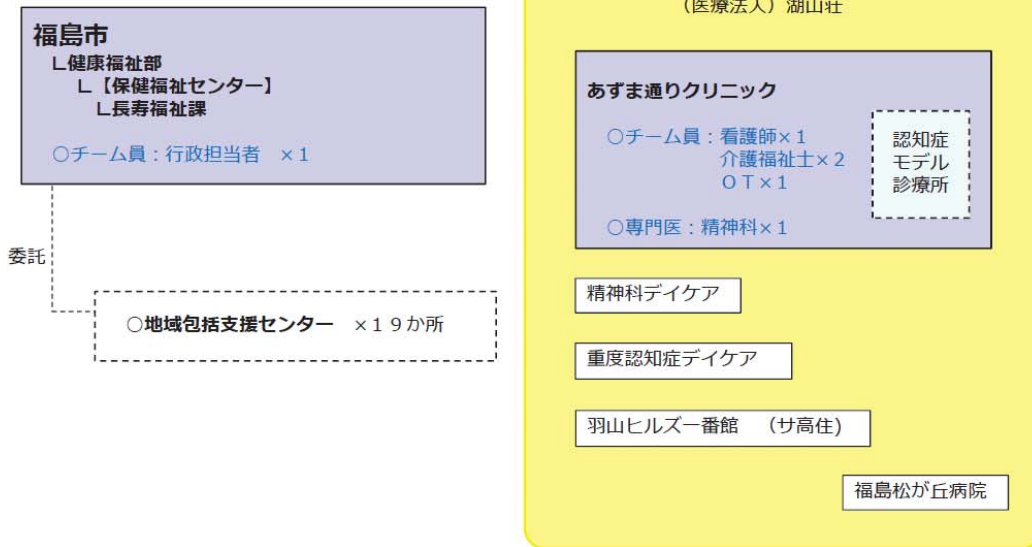 福島市
∟健康福祉部
∟【保健福祉センター】
∟長寿福祉課
○チーム員：行政担当者 ×１
委託
○地域包括支援センター ×１９か所
（医療法人）湖山荘
あずま通りクリニック
○チーム員：看護師×１
介護福祉士×２
ＯＴ×１
○専門医：精神科×１
認知症
モデル
診療所
精神科デイケア
重度認知症デイケア
羽山ヒルズ一番館 （サ高住)
福島松が丘病院